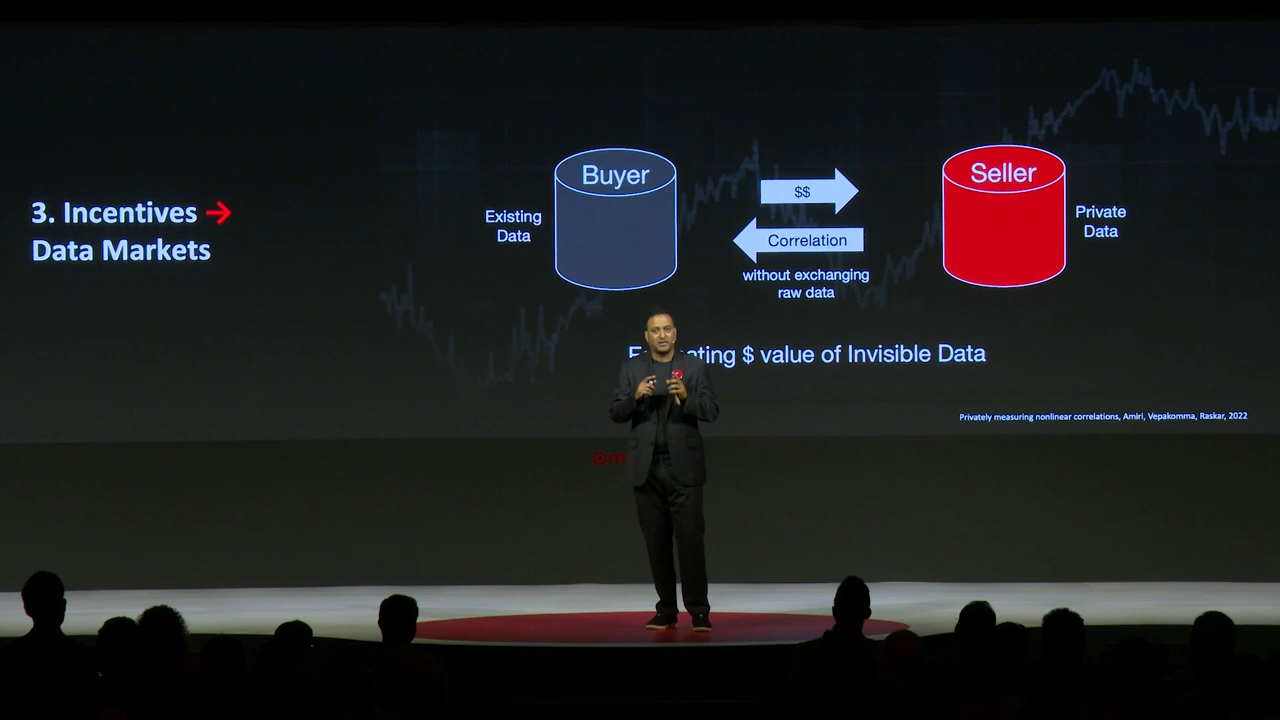 3. Incentives →
Data Markets
Buyer
Existing
Data
$$
Correlation
without exchanging
raw data
Seller
Private
Data
$ value of Invisible Data
Privately measuring nonlinear correlations, Amiri, Vepakomma, Raskar, 2022